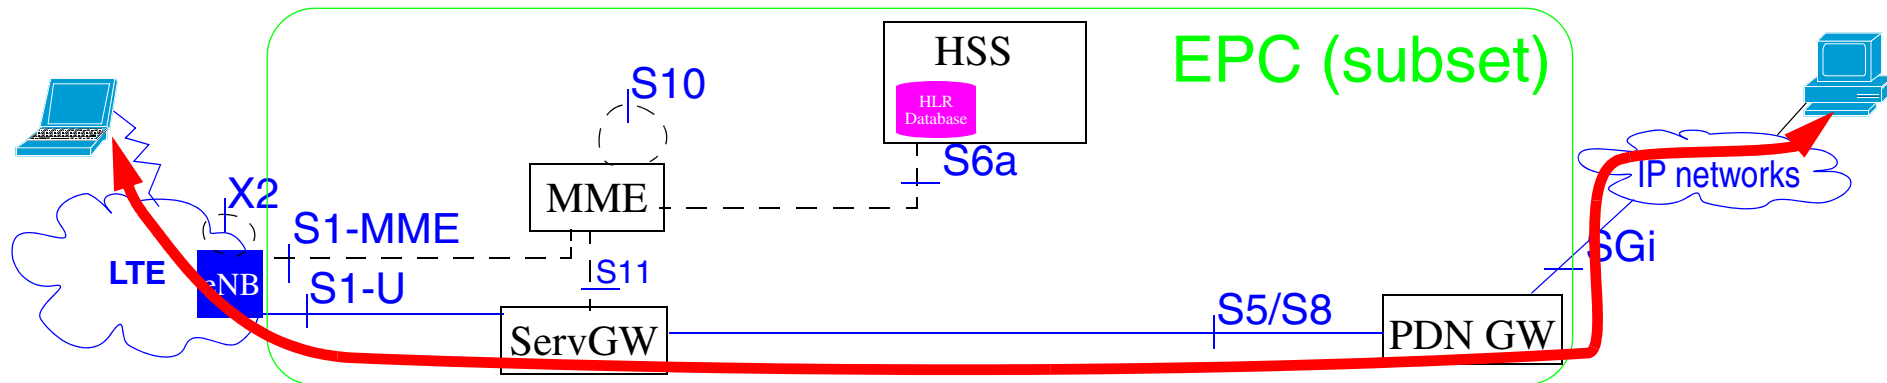 EPC (subset)
HSS
HLR
Database
S10
S6a
MME
X2
S1-MME
IP networks
LTE
eNB
S11
S1-U
SGi
S5/S8
ServGW
PDN GW